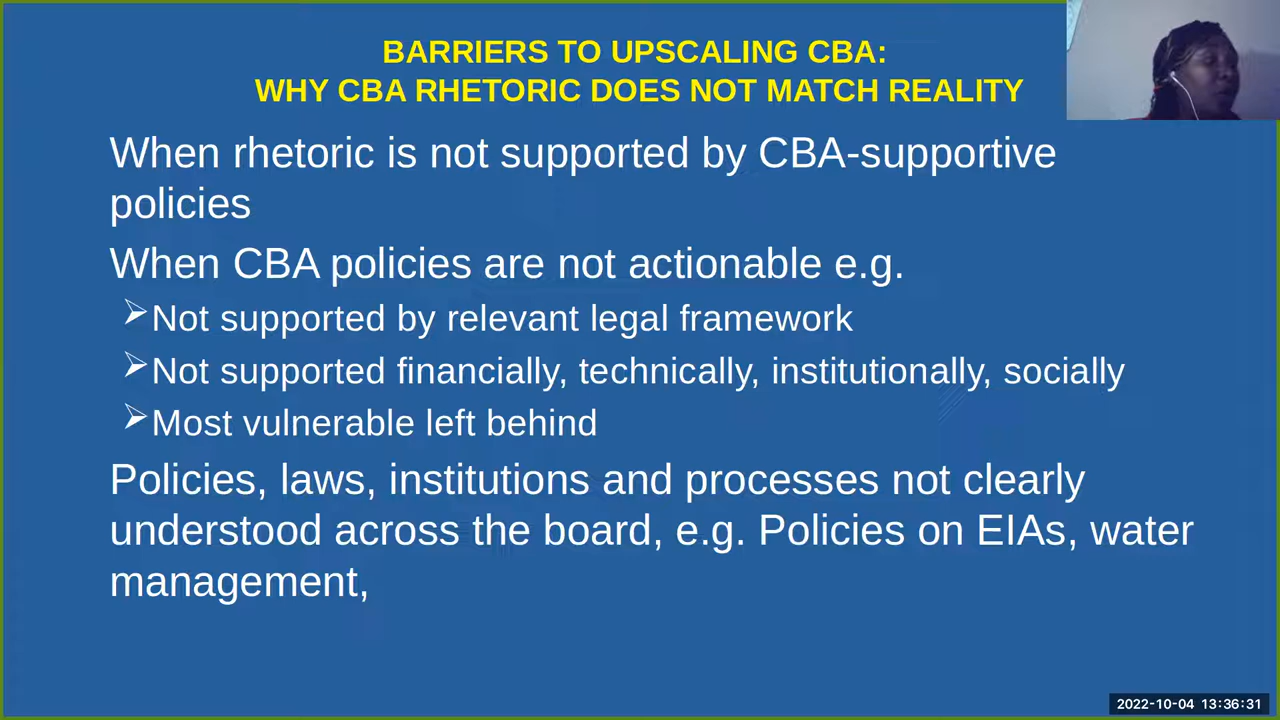 BARRIERS TO UPSCALING CBA:
WHY CBA RHETORIC DOES NOT MATCH REALITY
When rhetoric is not supported by CBA-supportive
policies
When CBA policies are not actionable e.g.
➢Not supported by relevant legal framework
➢Not supported financially, technically, institutionally, socially
➢Most vulnerable left behind
Policies, laws, institutions and processes not clearly
understood across the board, e.g. Policies on EIAs, water
management,
2022-10-04 13:36:31